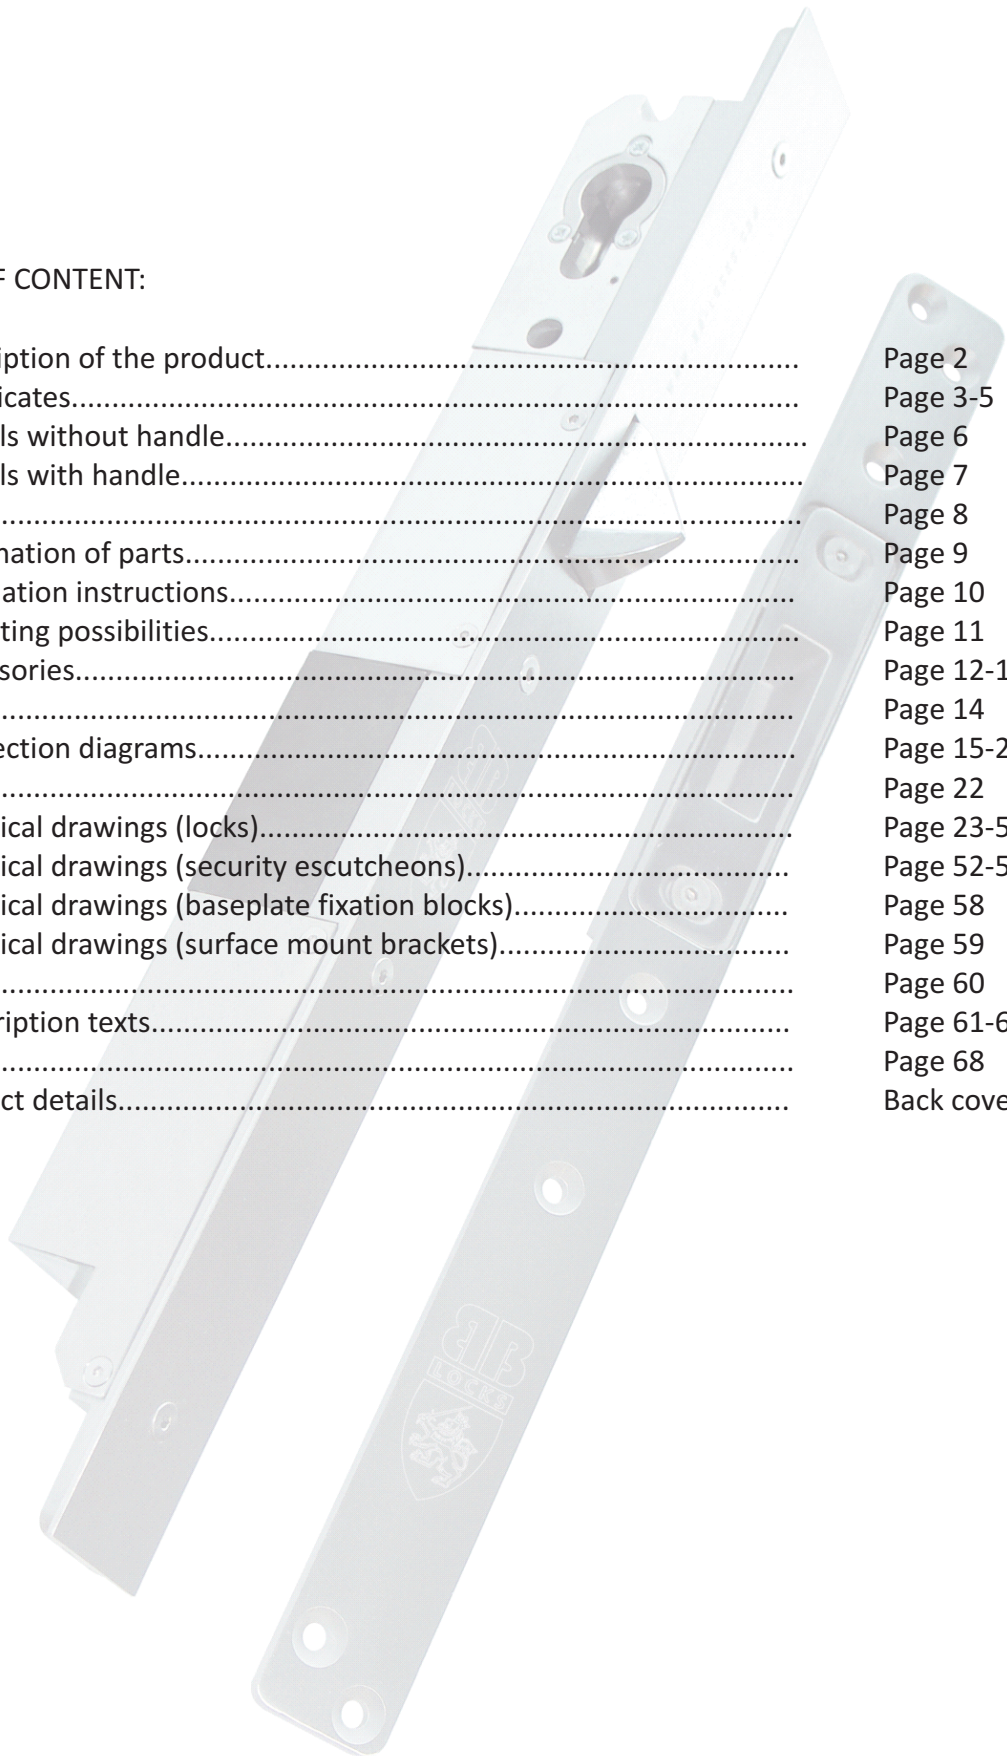 F CONTENT:
iption of the product........................................................................... Page 2
icates........................................................................................................ Page 3-5
ls without handle.................................................................................. Page 6
ls with handle........................................................................................ Page 7
................................................................................................................ Page 8
nation of parts....................................................................................... Page 9
ation instructions.................................................................................. Page 10
ting possibilities.................................................................................... Page 11
sories........................................................................................................ Page 12-1
................................................................................................................ Page 14
ection diagrams..................................................................................... Page 15-2
................................................................................................................ Page 22
ical drawings (locks)............................................................................ Page 23-5
ical drawings (security escutcheons)............................................. Page 52-5
ical drawings (baseplate fixation blocks)...................................... Page 58
ical drawings (surface mount brackets)......................................... Page 59
................................................................................................................ Page 60
ription texts............................................................................................ Page 61-6
................................................................................................................ Page 68
ct details................................................................................................. Back cove
BB
LOCKS